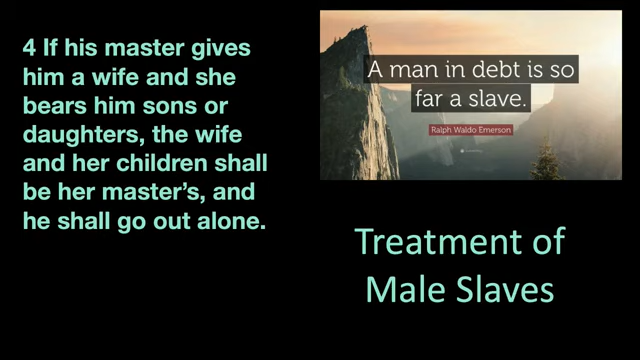 4 If his master gives
him a wife and she
bears him sons or
daughters, the wife
and her children shall
be her master’s, and
he shall go out alone.
A man in debt is so
far a slave.
Ralph Waldo Emerson
Treatment of
Male Slaves